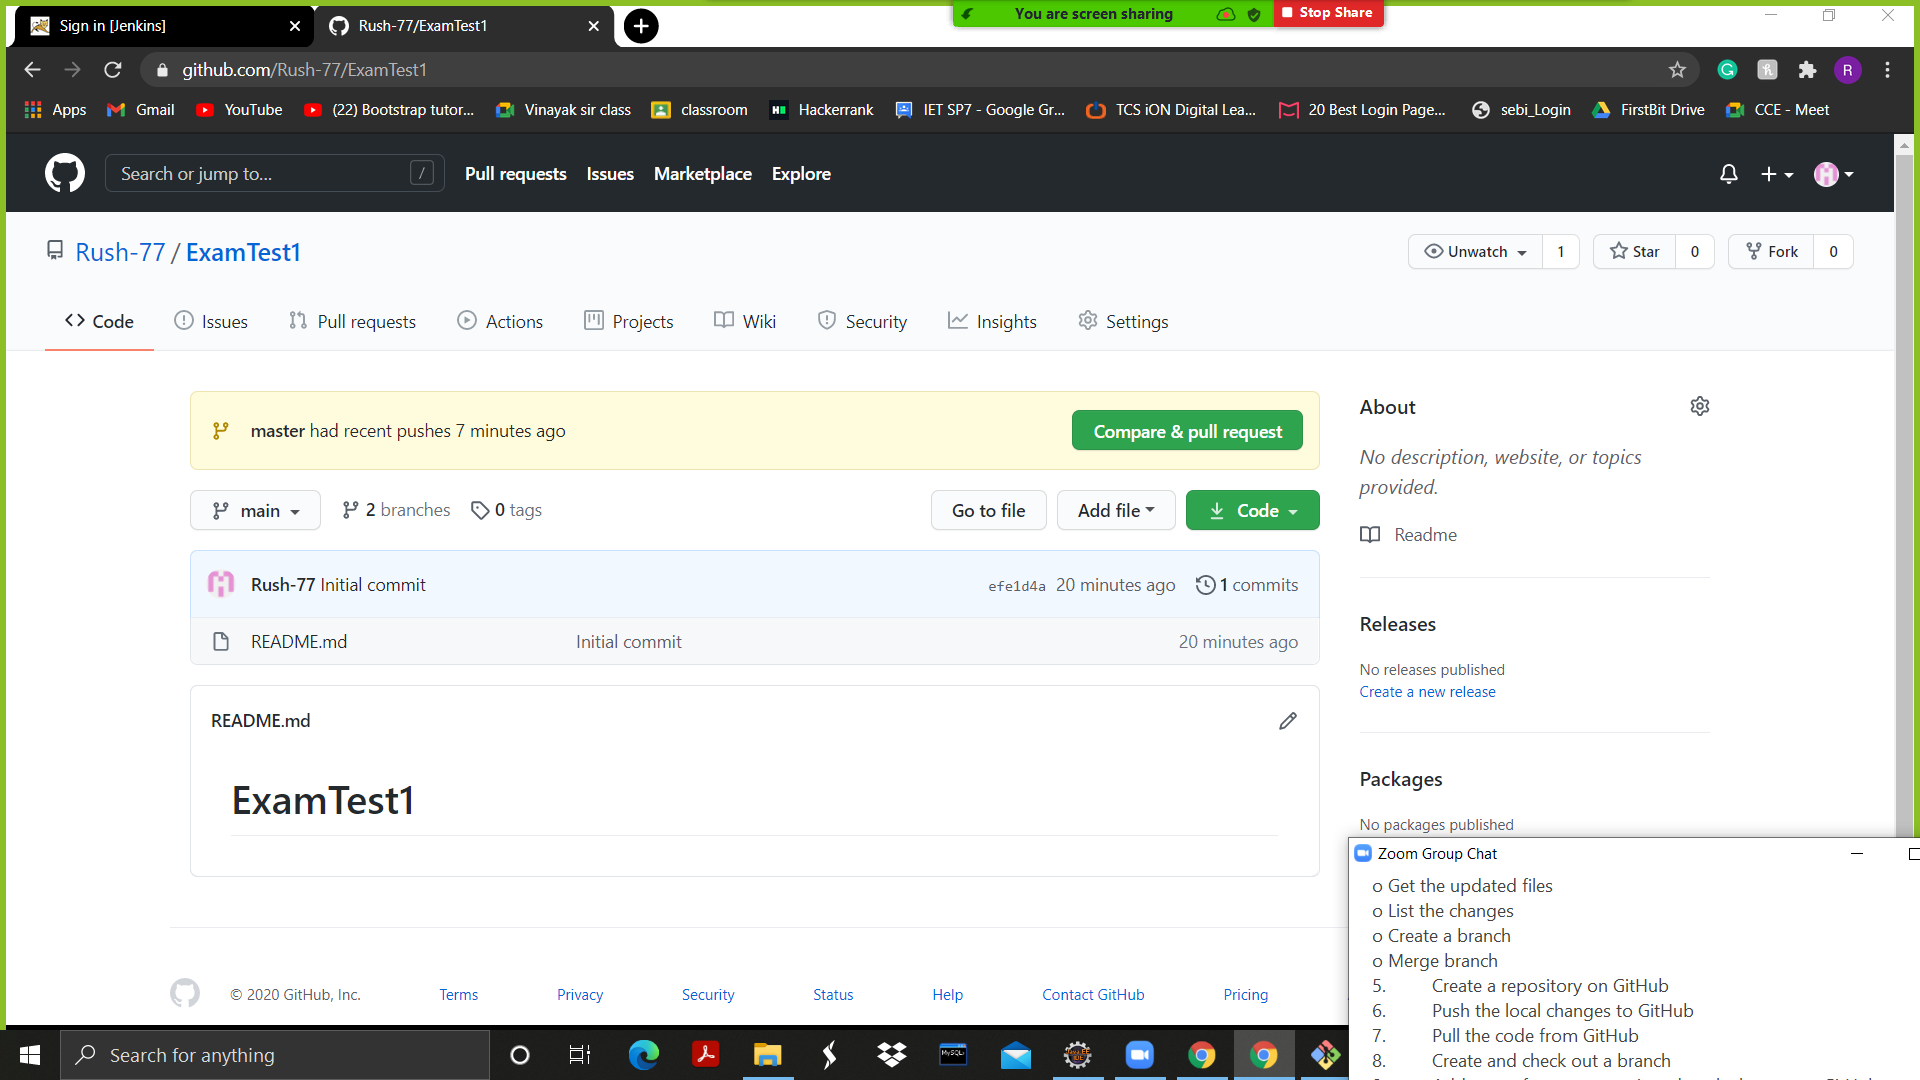 You are screen sharing
Stop Share
Sign in [Jenkins]
Rush-77/ExamTest1
github.com/Rush-77/ExamTest1
R
Apps
Gmail
YouTube
(22) Bootstrap tutor...
Vinayak sir class
classroom
Hackerrank
IET SP7 - Google Gr...
TCS iON Digital Lea...
20 Best Login Page...
sebi_Login
FirstBit Drive
CCE - Meet
Search or jump to...
/
Pull requests
Issues
Marketplace
Explore
Rush-77 / ExamTest1
Unwatch 1
Star 0
Fork 0
Code
Issues
Pull requests
Actions
Projects
Wiki
Security
Insights
Settings
master had recent pushes 7 minutes ago
Compare & pull request
main
2 branches
0 tags
Go to file
Add file
Code
Rush-77 Initial commit
efe1d4a 20 minutes ago
1 commits
README.md
Initial commit
20 minutes ago
README.md
ExamTest1
About
No description, website, or topics
provided.
Readme
Releases
No releases published
Create a new release
Packages
No packages published
© 2020 GitHub, Inc.
Terms
Privacy
Security
Status
Help
Contact GitHub
Pricing
Zoom Group Chat
o Get the updated files
o List the changes
o Create a branch
o Merge branch
5. Create a repository on GitHub
6. Push the local changes to GitHub
7. Pull the code from GitHub
8. Create and check out a branch
Search for anything